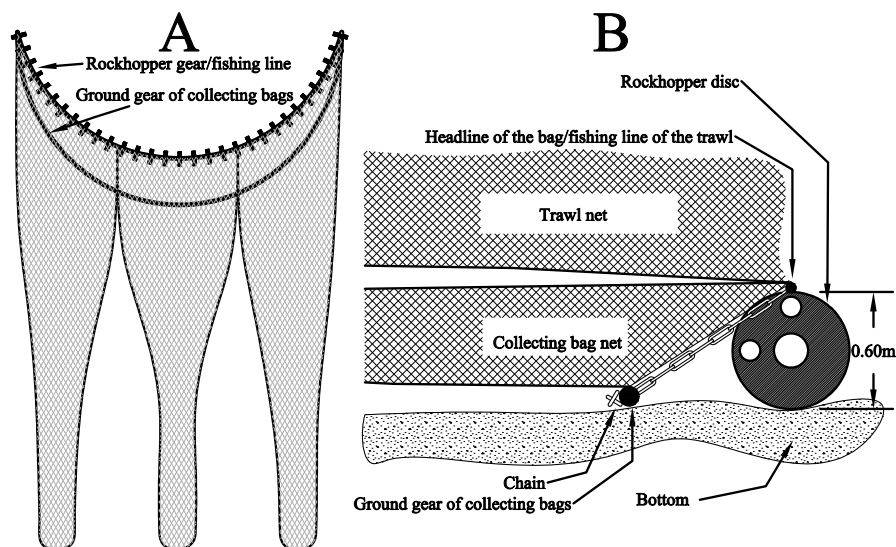 A
Rockhopper gear/fishing line
Ground gear of collecting bags
B
Rockhopper disc
Headline of the bag/fishing line of the trawl
Trawl net
Collecting bag net
0.60m
Chain
Ground gear of collecting bags
Bottom